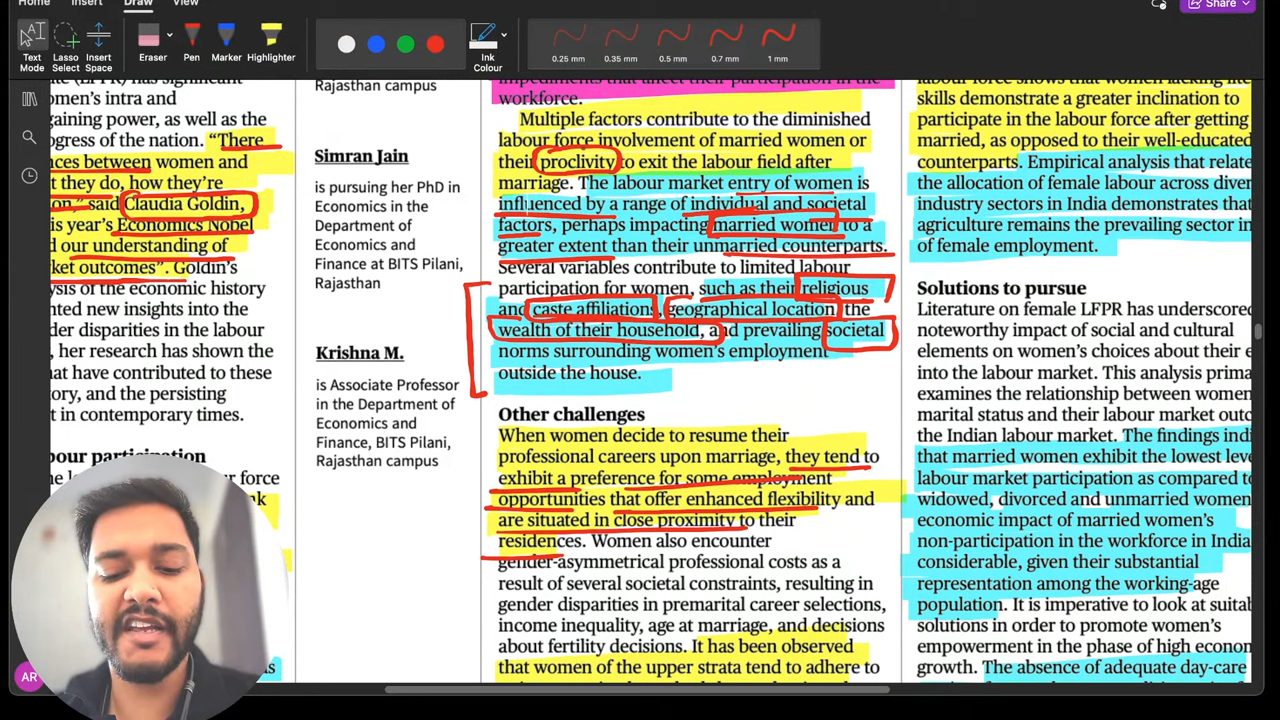 Home
Insert
Draw
View
Share
Text
Mode
Lasso
Select
Insert
Space
Eraser
Pen
Marker
Highlighter
Ink
Colour
0.25 mm
0.35 mm
0.5 mm
0.7 mm
1 mm
omen's intra and
gaining power, as well as the
ogress of the nation. "There
nces between women and
t they do, how they're
on," said Claudia Goldin,
is year's Economics Nobel
d our understanding of
ket outcomes". Goldin's
ysis of the economic history
nted new insights into the
der disparities in the labour
, her research has shown the
hat have contributed to these
tory, and the persisting
t in contemporary times.
bour participation
our force
nk
Rajasthan campus
Simran Jain
is pursuing her PhD in
Economics in the
Department of
Economics and
Finance at BITS Pilani,
Rajasthan
Krishna M.
is Associate Professor
in the Department of
Economics and
Finance, BITS Pilani,
Rajasthan campus
impediments that affect their participation in the
workforce.
Multiple factors contribute to the diminished
labour force involvement of married women or
their proclivity to exit the labour field after
marriage. The labour market entry of women is
influenced by a range of individual and societal
factors, perhaps impacting married women to a
greater extent than their unmarried counterparts.
Several variables contribute to limited labour
participation for women, such as their religious
and caste affiliations, geographical location, the
wealth of their household, and prevailing societal
norms surrounding women's employment
outside the house.
Other challenges
When women decide to resume their
professional careers upon marriage, they tend to
exhibit a preference for some employment
opportunities that offer enhanced flexibility and
are situated in close proximity to their
residences. Women also encounter
gender-asymmetrical professional costs as a
result of several societal constraints, resulting in
gender disparities in premarital career selections,
income inequality, age at marriage, and decisions
about fertility decisions. It has been observed
that women of the upper strata tend to adhere to
labour force shows that women lacking
skills demonstrate a greater inclination to
participate in the labour force after getting
married, as opposed to their well-educated
counterparts. Empirical analysis that relate
the allocation of female labour across diver
industry sectors in India demonstrates that
agriculture remains the prevailing sector in
of female employment.
Solutions to pursue
Literature on female LFPR has underscored
noteworthy impact of social and cultural
elements on women's choices about their e
into the labour market. This analysis prima
examines the relationship between women
marital status and their labour market outc
the Indian labour market. The findings indi
that married women exhibit the lowest leve
labour market participation as compared to
widowed, divorced and unmarried women
economic impact of married women's
non-participation in the workforce in India
considerable, given their substantial
representation among the working-age
population. It is imperative to look at suitab
solutions in order to promote women's
empowerment in the phase of high econom
growth. The absence of adequate day-care
AR